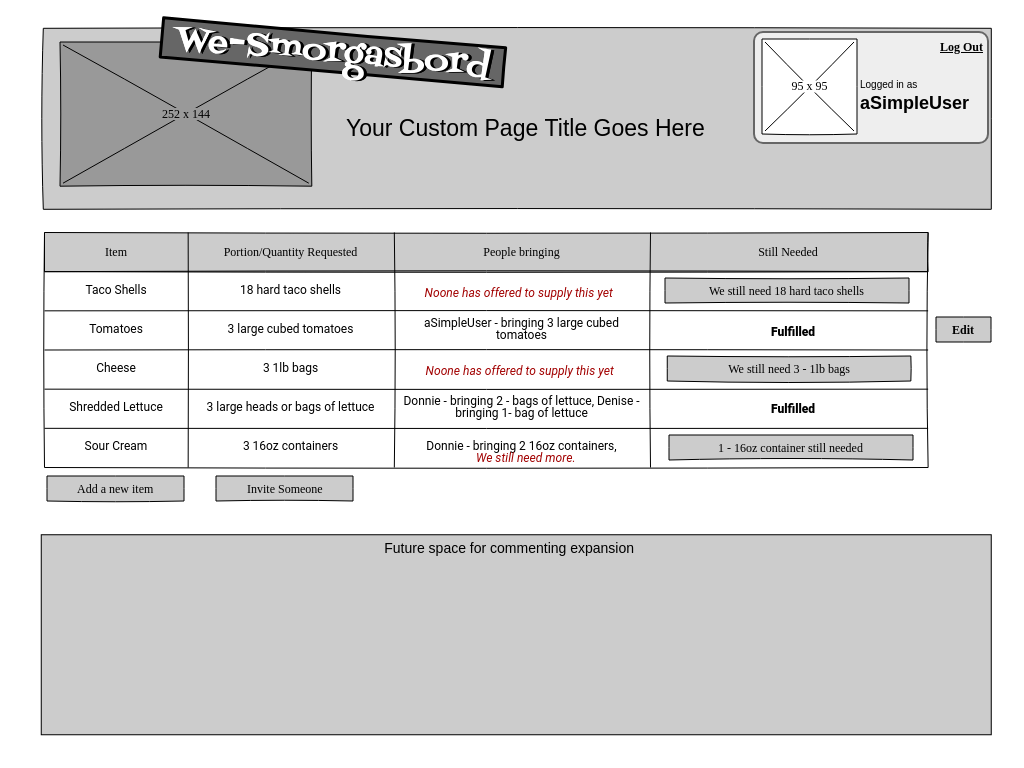 We-Smorgasbord
Log Out
252 x 144
95 x 95
Logged in as
aSimpleUser
Your Custom Page Title Goes Here
Item
Portion/Quantity Requested
People bringing
Still Needed
Taco Shells
18 hard taco shells
Noone has offered to supply this yet
We still need 18 hard taco shells
Tomatoes
3 large cubed tomatoes
aSimpleUser - bringing 3 large cubed
tomatoes
Fulfilled
Edit
Cheese
3 1lb bags
Noone has offered to supply this yet
We still need 3 - 1lb bags
Shredded Lettuce
3 large heads or bags of lettuce
Donnie - bringing 2 - bags of lettuce, Denise -
bringing 1- bag of lettuce
Fulfilled
Sour Cream
3 16oz containers
Donnie - bringing 2 16oz containers,
We still need more.
1 - 16oz container still needed
Add a new item
Invite Someone
Future space for commenting expansion